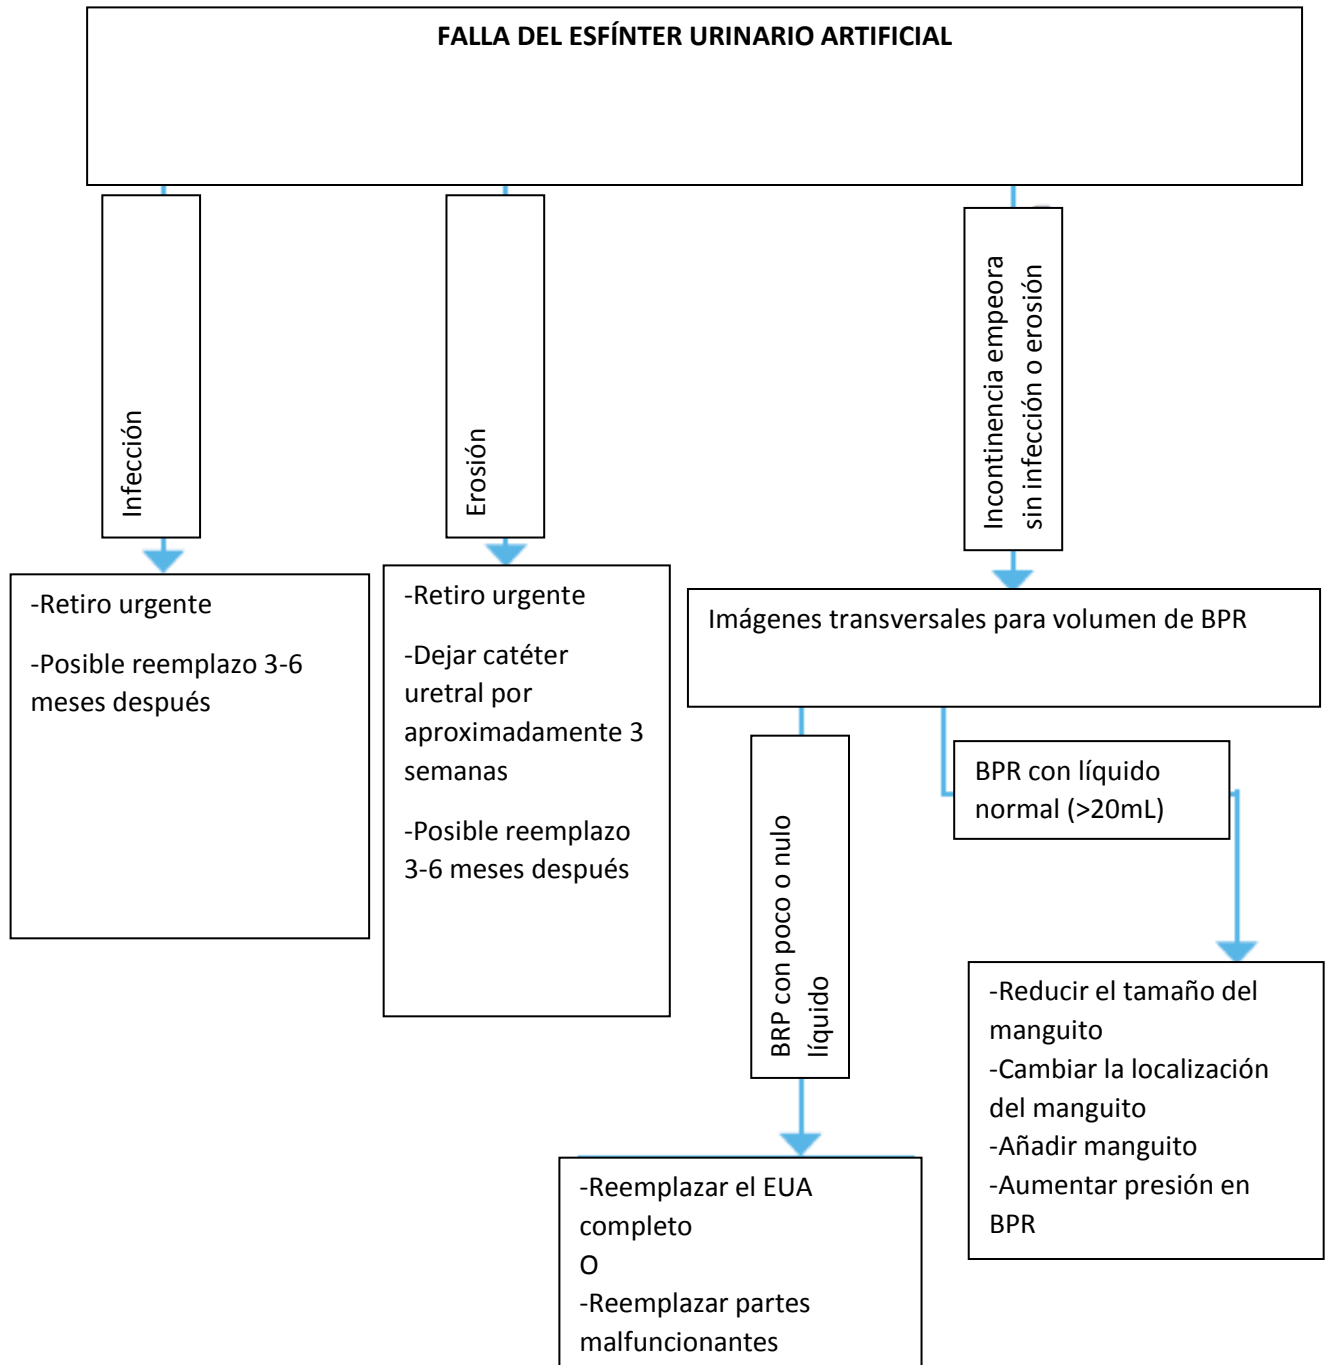 FALLA DEL ESFÍNTER URINARIO ARTIFICIAL
Infección
Erosión
Incontinencia empeora
sin infección o erosión
-Retiro urgente
-Posible reemplazo 3-6
meses después
-Retiro urgente
-Dejar catéter
uretral por
aproximadamente 3
semanas
-Posible reemplazo
3-6 meses después
Imágenes transversales para volumen de BPR
BRP con poco o nulo
líquido
BPR con líquido
normal (>20mL)
-Reemplazar el EUA
completo
O
-Reemplazar partes
malfuncionantes
-Reducir el tamaño del
manguito
-Cambiar la localización
del manguito
-Añadir manguito
-Aumentar presión en
BPR